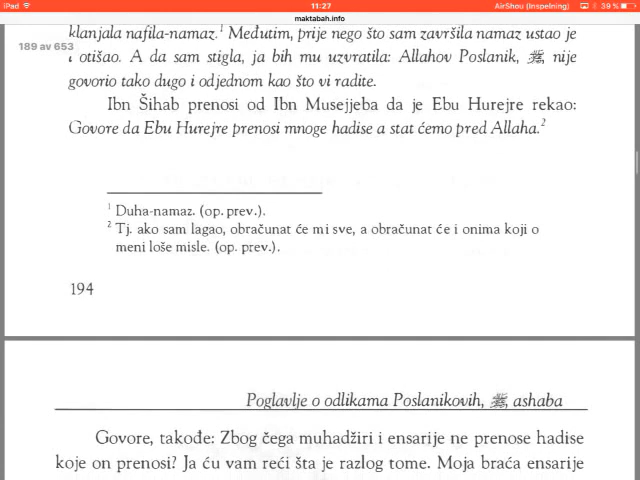 iPad
11:27
AirShou (Inspelning)
39 %
maktabah.info
189 av 653
klanjala nafila-namaz.¹ Međutim, prije nego što sam završila namaz ustao je
i otišao. A da sam stigla, ja bih mu uzvratila: Allahov Poslanik, ﷺ, nije
govorio tako dugo i odjednom kao što vi radite.
Ibn Šihab prenosi od Ibn Musejjeba da je Ebu Hurejre rekao:
Govore da Ebu Hurejre prenosi mnoge hadise a stat ćemo pred Allaha.²
¹ Duha-namaz. (op. prev.).
² Tj. ako sam lagao, obračunat će mi sve, a obračunat će i onima koji o
meni loše misle. (op. prev.).
194
Poglavlje o odlikama Poslanikovih, ﷺ, ashaba
Govore, takođe: Zbog čega muhadžiri i ensarije ne prenose hadise
koje on prenosi? Ja ću vam reći šta je razlog tome. Moja braća ensarije